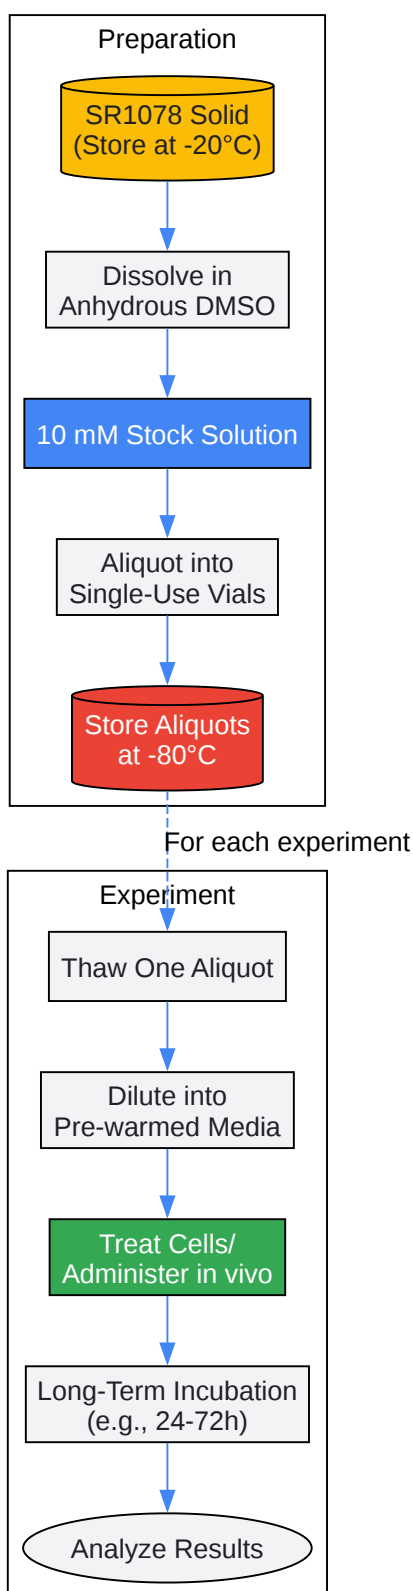 Preparation
SR1078 Solid
(Store at -20°C)
Dissolve in
Anhydrous DMSO
10 mM Stock Solution
Aliquot into
Single-Use Vials
Store Aliquots
at -80°C
For each experiment
Experiment
Thaw One Aliquot
Dilute into
Pre-warmed Media
Treat Cells/
Administer in vivo
Long-Term Incubation
(e.g., 24-72h)
Analyze Results